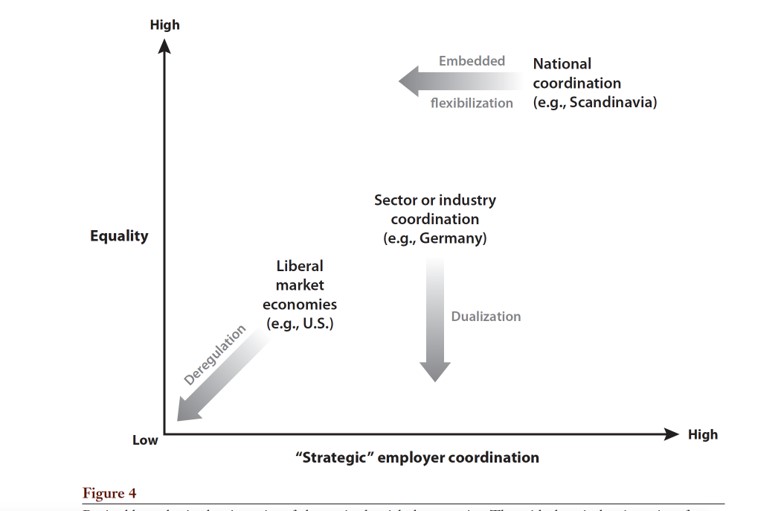 High
Embedded
flexibilization
National
coordination
(e.g., Scandinavia)
Sector or industry
coordination
(e.g., Germany)
Equality
Liberal
market
economies
(e.g., U.S.)
Deregulation
Dualization
Low
High
“Strategic” employer coordination
Figure 4